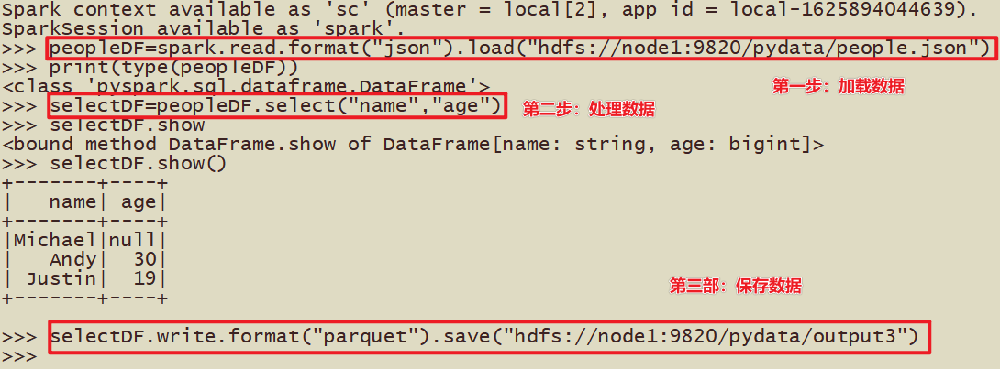 Spark context available as 'sc' (master = local[2], app id = local-1625894044639).
SparkSession available as 'spark'.
>>> peopleDF=spark.read.format("json").load("hdfs://node1:9820/pydata/people.json")
>>> print(type(peopleDF))
<class 'pyspark.sql.dataframe.DataFrame'>
第一步：加载数据
>>> selectDF=peopleDF.select("name","age")
第二步：处理数据
>>> selectDF.show
<bound method DataFrame.show of DataFrame[name: string, age: bigint]>
>>> selectDF.show()
+-------+----+
|   name| age|
+-------+----+
|Michael|null|
|   Andy|  30|
| Justin|  19|
+-------+----+
第三部：保存数据
>>> selectDF.write.format("parquet").save("hdfs://node1:9820/pydata/output3")
>>>